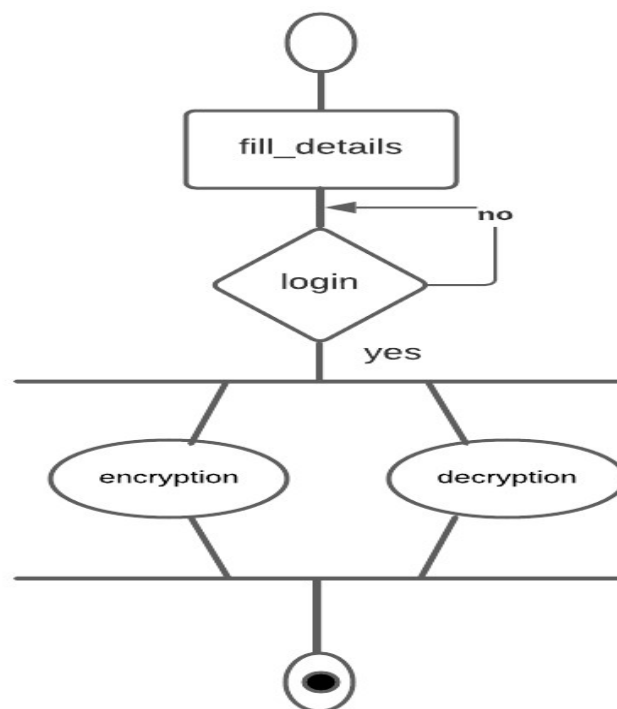 fill_details
no
login
yes
encryption
decryption